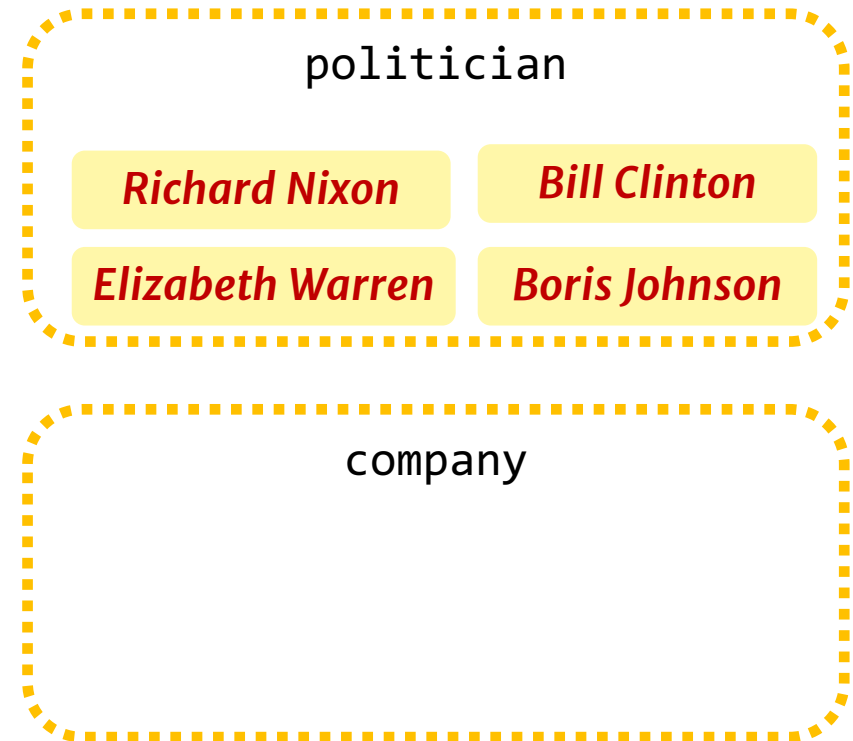 politician
Richard Nixon
Bill Clinton
Elizabeth Warren
Boris Johnson
company